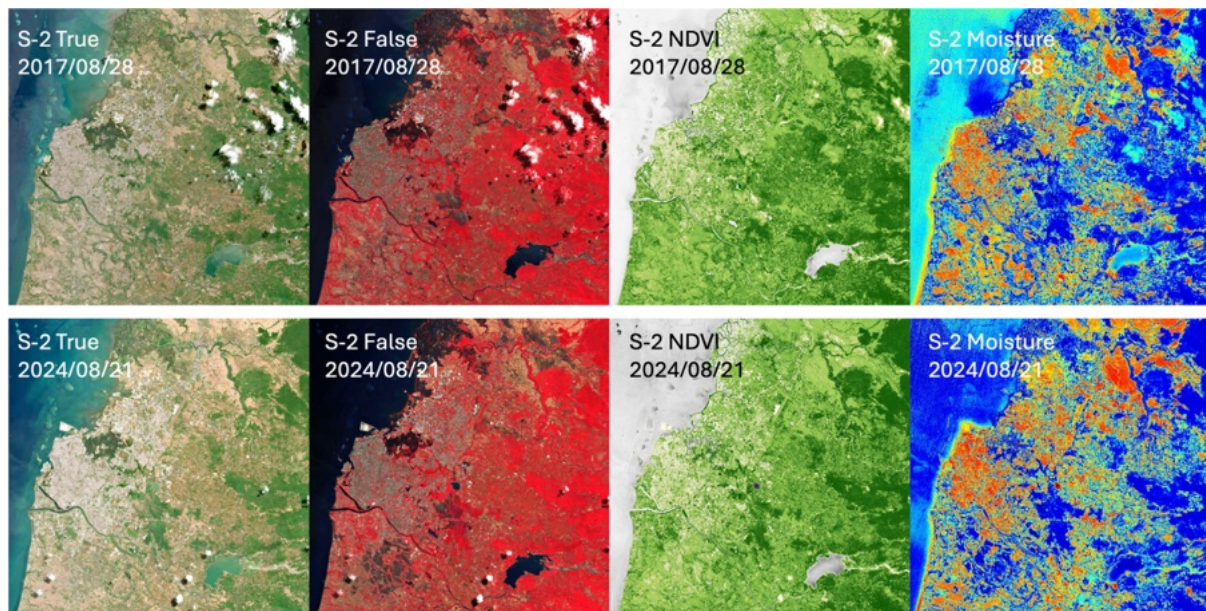 S-2 True
2017/08/28
S-2 False
2017/08/28
S-2 NDVI
2017/08/28
S-2 Moisture
2017/08/28
S-2 True
2024/08/21
S-2 False
2024/08/21
S-2 NDVI
2024/08/21
S-2 Moisture
2024/08/21